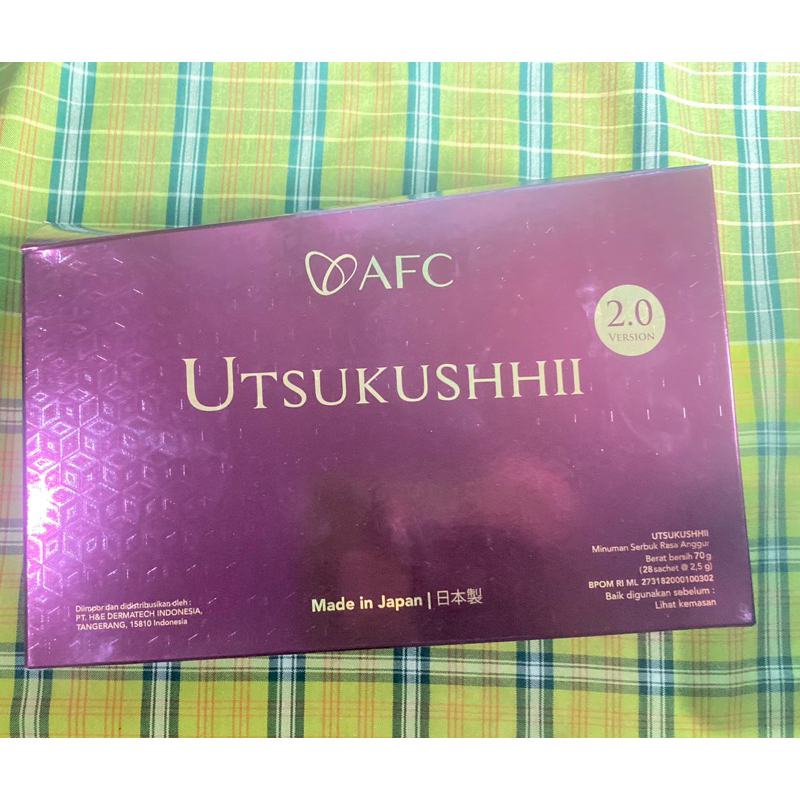 AFC
2.0
VERSION
UTSUKUSHHII
UTSUKUSHHII
Minuman Serbuk Rasa Anggur
Berat bersih 70 g
(28 sachet @ 2,5 g)
BPOM RI ML 273182000100302
Baik digunakan sebelum :
Lihat kemasan
Diimpor dan didistribusikan oleh :
PT. H&E DERMATECH INDONESIA,
TANGERANG, 15810 Indonesia
Made in Japan | 日本製